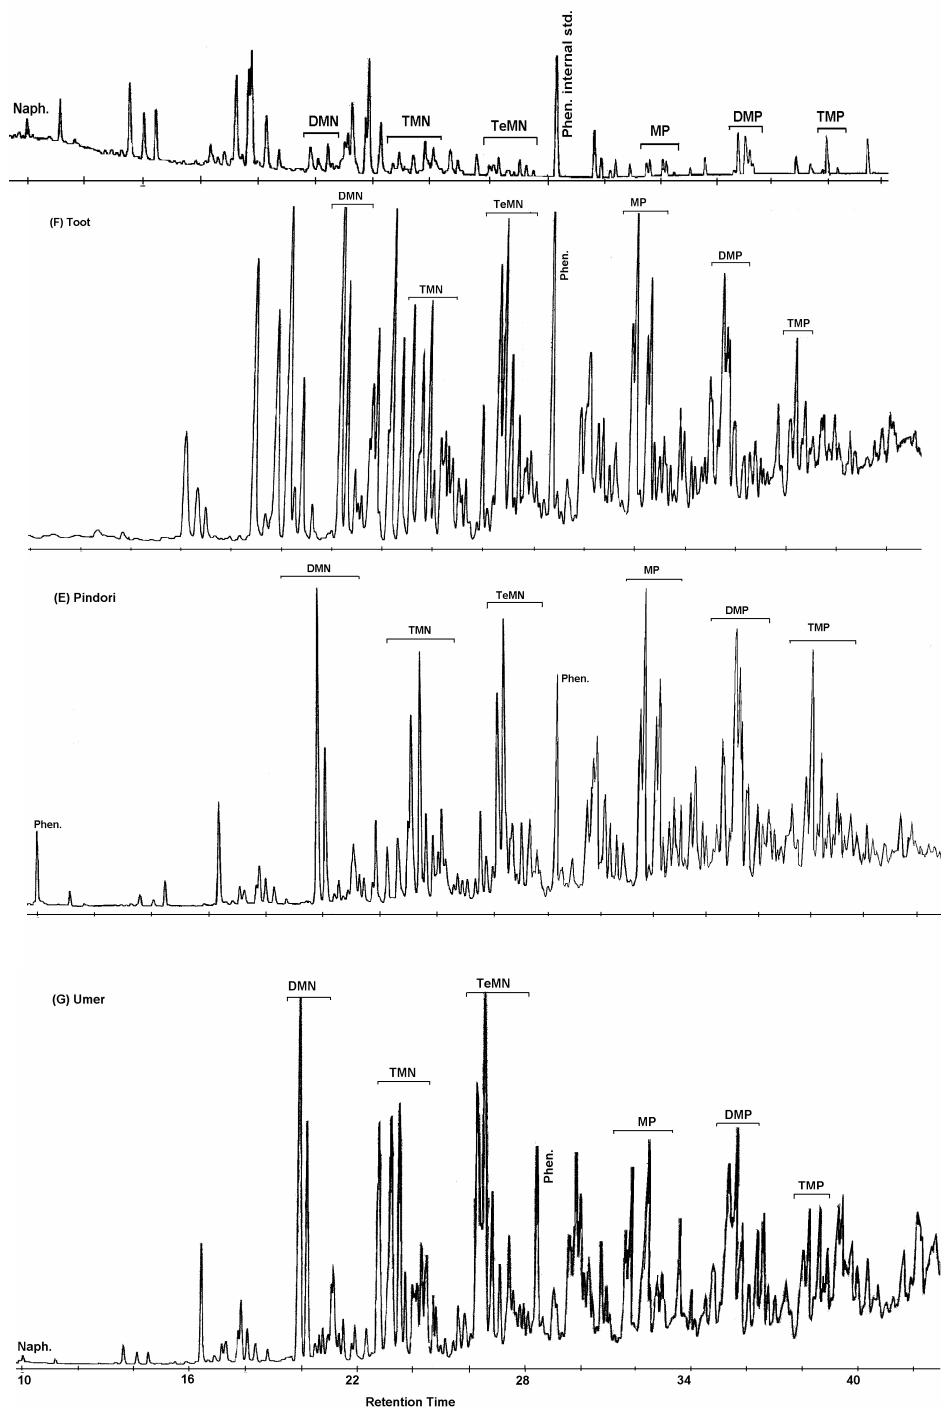 Naph.
DMN
TMN
TeMN
Phen. internal std.
MP
DMP
TMP
(F) Toot
DMN
TMN
TeMN
Phen.
MP
DMP
TMP
(E) Pindori
Phen.
DMN
TMN
TeMN
Phen.
MP
DMP
TMP
(G) Umer
Naph.
DMN
TMN
TeMN
Phen.
MP
DMP
TMP
10 16 22 28 34 40
Retention Time